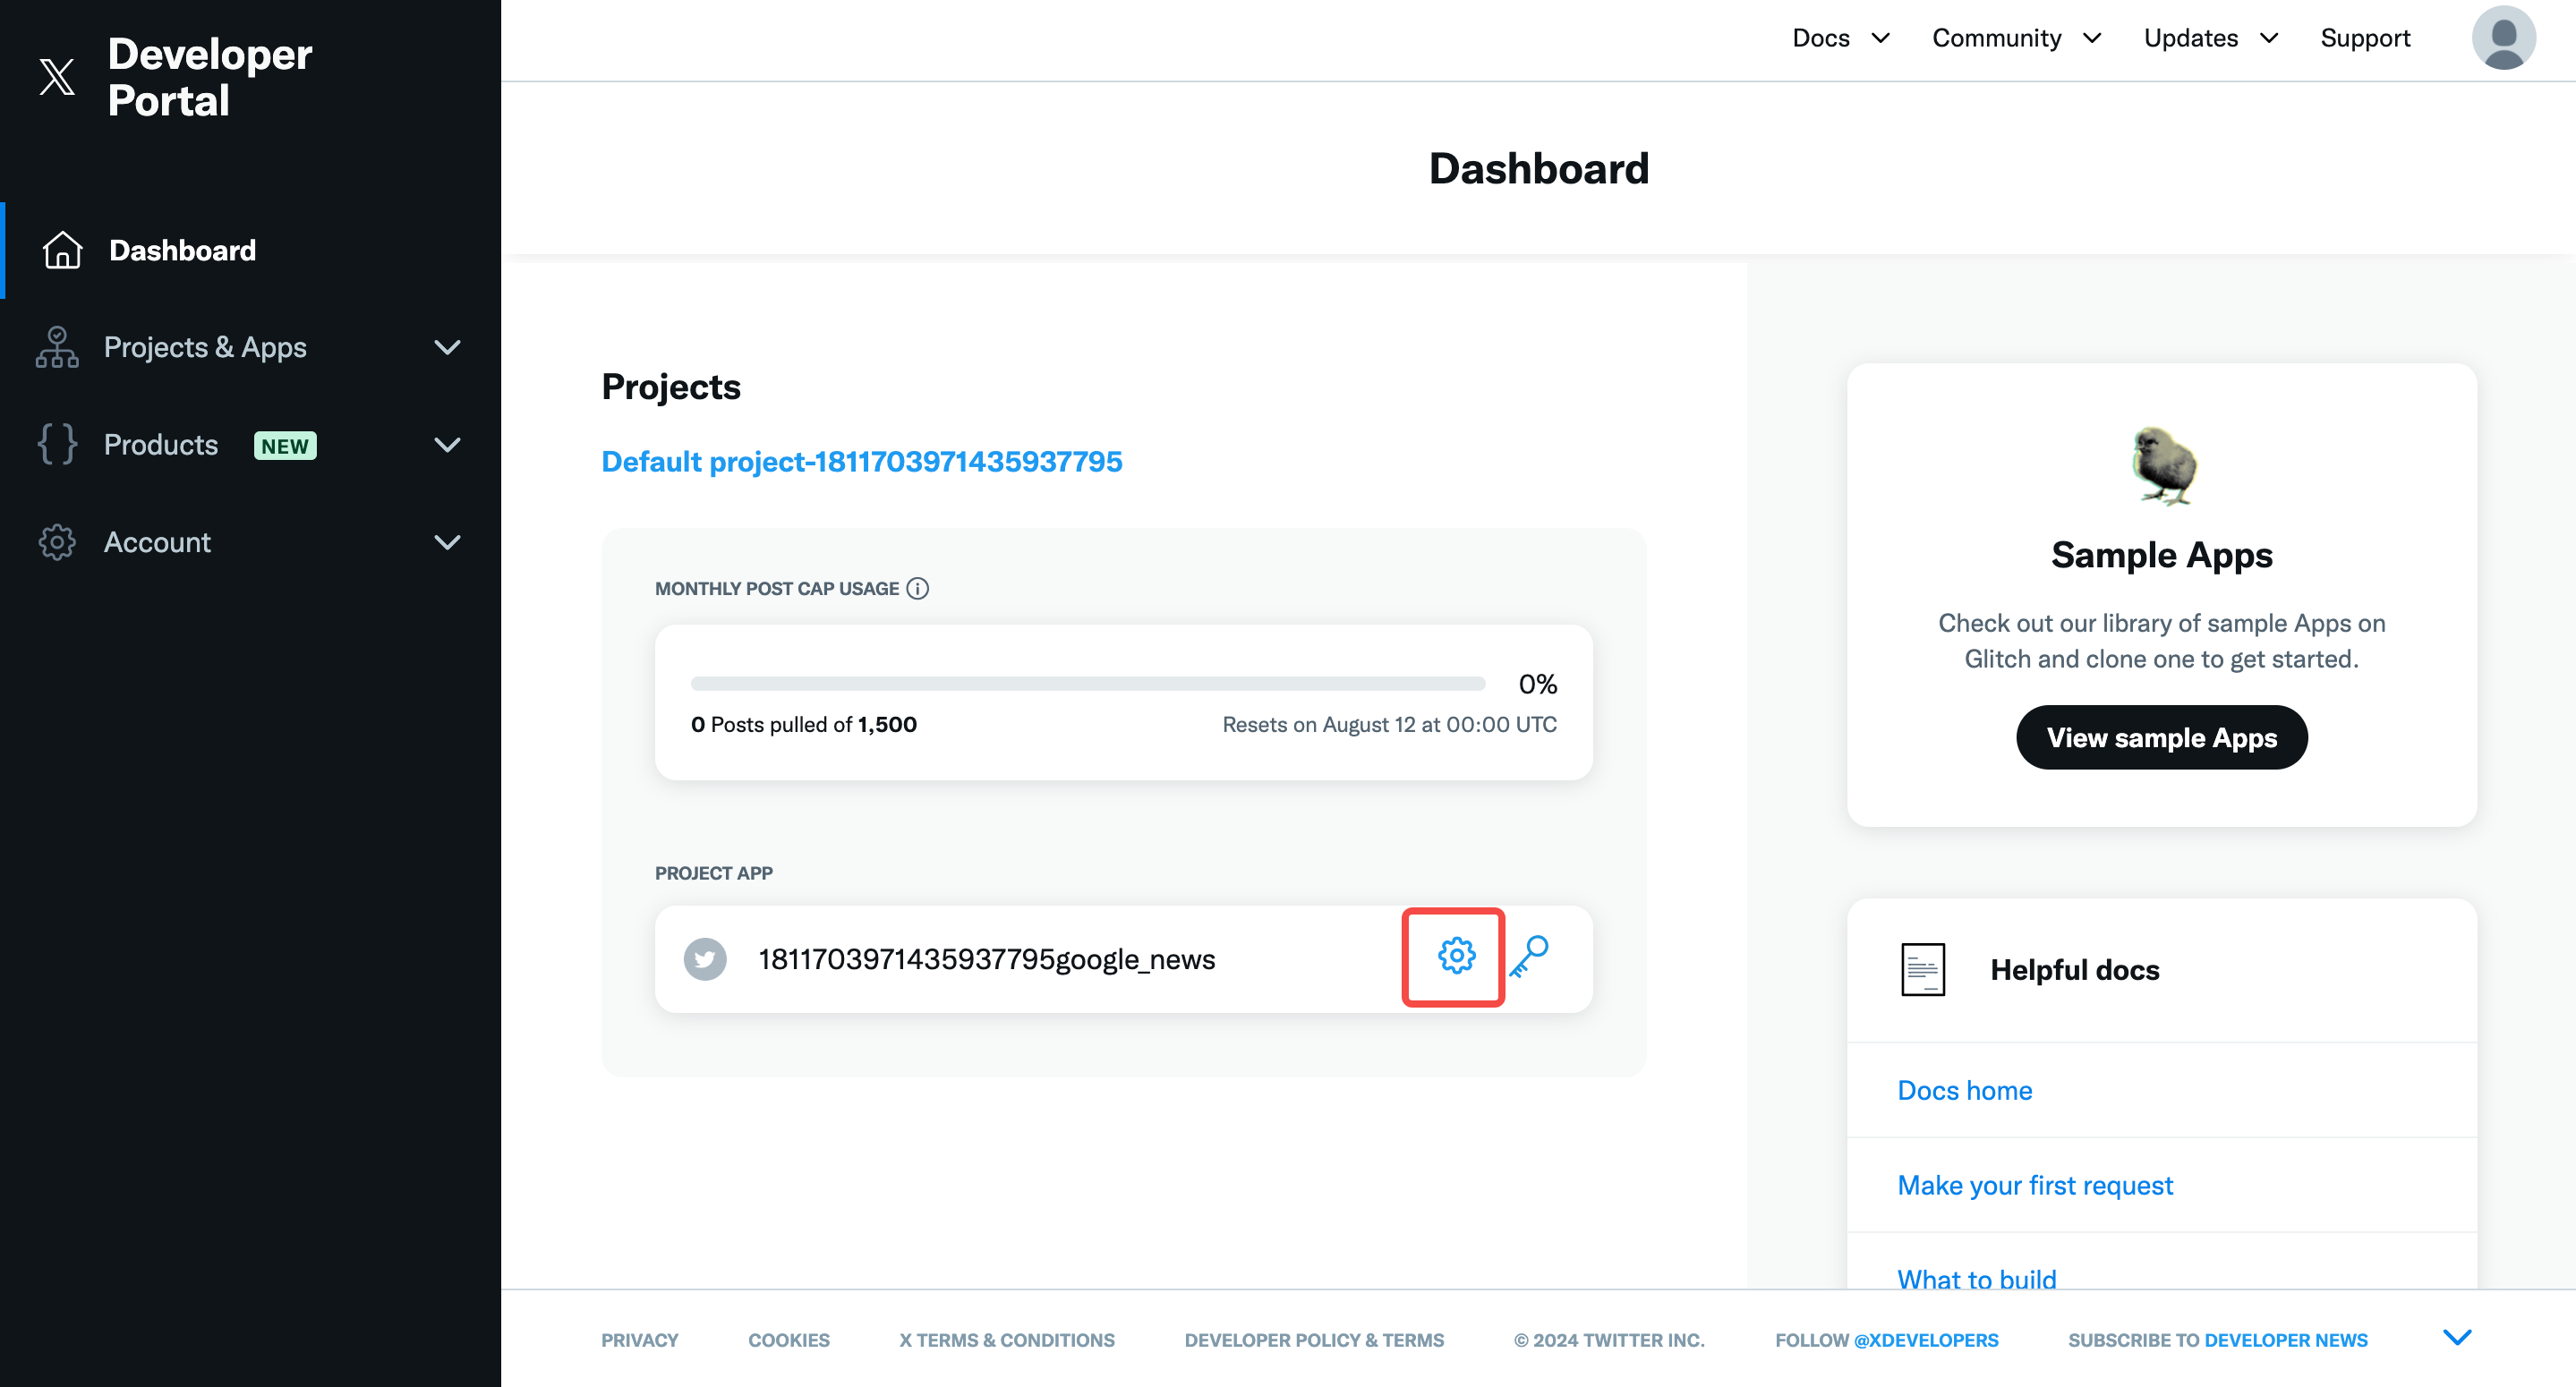 Developer
Portal
Docs
Community
Updates
Support
Dashboard
Projects & Apps
Products NEW
Account
Dashboard
Projects
Default project-1811703971435937795
MONTHLY POST CAP USAGE
0%
0 Posts pulled of 1,500
Resets on August 12 at 00:00 UTC
PROJECT APP
1811703971435937795google_news
Sample Apps
Check out our library of sample Apps on
Glitch and clone one to get started.
View sample Apps
Helpful docs
Docs home
Make your first request
What to build
PRIVACY
COOKIES
X TERMS & CONDITIONS
DEVELOPER POLICY & TERMS
© 2024 TWITTER INC.
FOLLOW @XDEVELOPERS
SUBSCRIBE TO DEVELOPER NEWS